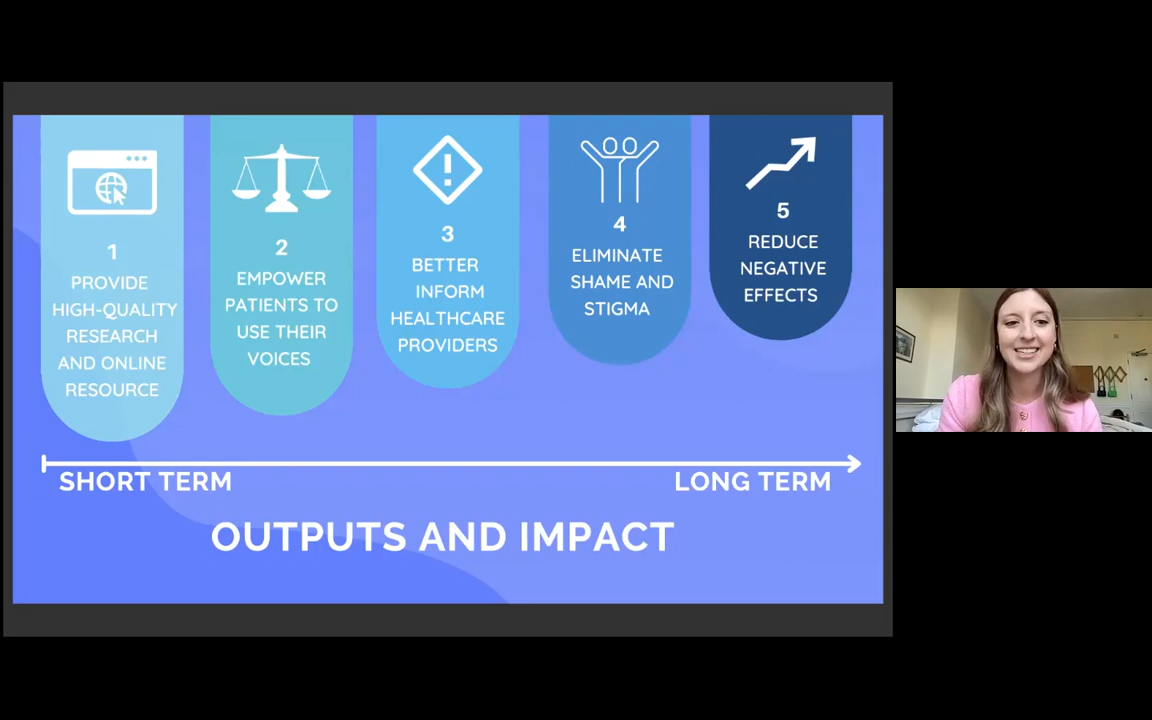 1
PROVIDE
HIGH-QUALITY
RESEARCH
AND ONLINE
RESOURCE
2
EMPOWER
PATIENTS TO
USE THEIR
VOICES
3
BETTER
INFORM
HEALTHCARE
PROVIDERS
4
ELIMINATE
SHAME AND
STIGMA
5
REDUCE
NEGATIVE
EFFECTS
SHORT TERM
LONG TERM
OUTPUTS AND IMPACT